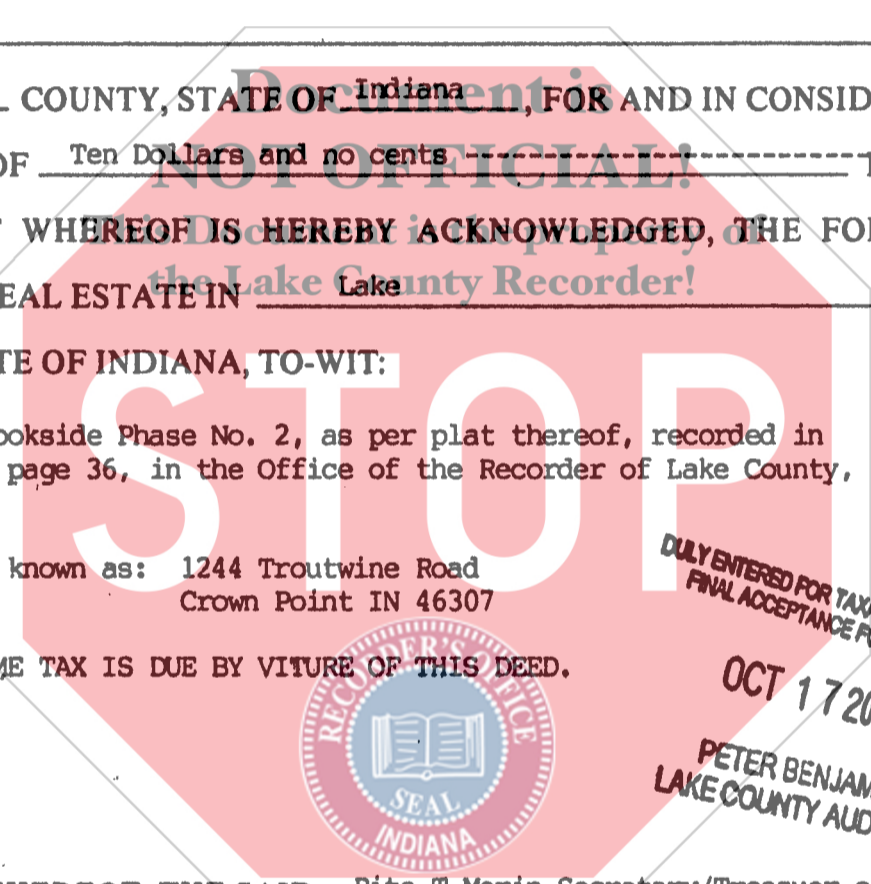 Document is
COUNTY, STATE OF Indiana, FOR AND IN CONSID
NOT OFFICIAL!
OF Ten Dollars and no cents ----------------------------
This Document is the property of
WHEREOF IS HEREBY ACKNOWLEDGED, THE FO
the Lake County Recorder!
EAL ESTATE IN Lake
TE OF INDIANA, TO-WIT:
STOP
ookside Phase No. 2, as per plat thereof, recorded in
page 36, in the Office of the Recorder of Lake County,
known as: 1244 Troutwine Road
Crown Point IN 46307
DULY ENTERED FOR TAXA
FINAL ACCEPTANCE FO
ME TAX IS DUE BY VITURE OF THIS DEED.
OCT 17 20
PETER BENJAM
LAKE COUNTY AUD
RECORDER'S OFFICE
SEAL
INDIANA